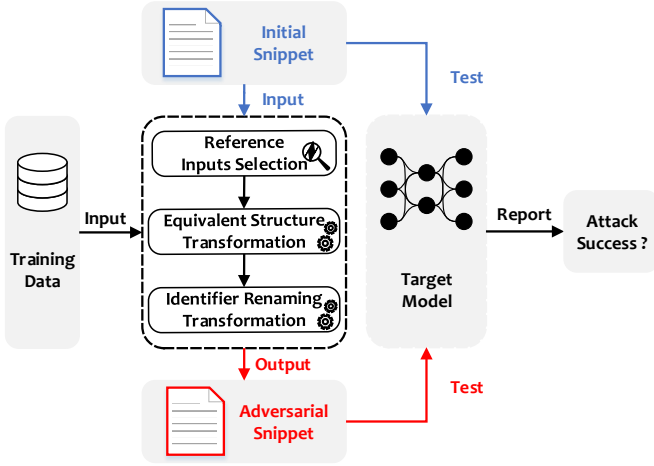 Initial
Snippet
Test
Input
Reference
Inputs Selection
Input
Equivalent Structure
Transformation
Training
Data
Identifier Renaming
Transformation
Target
Model
Report
Attack
Success ?
Output
Test
Adversarial
Snippet